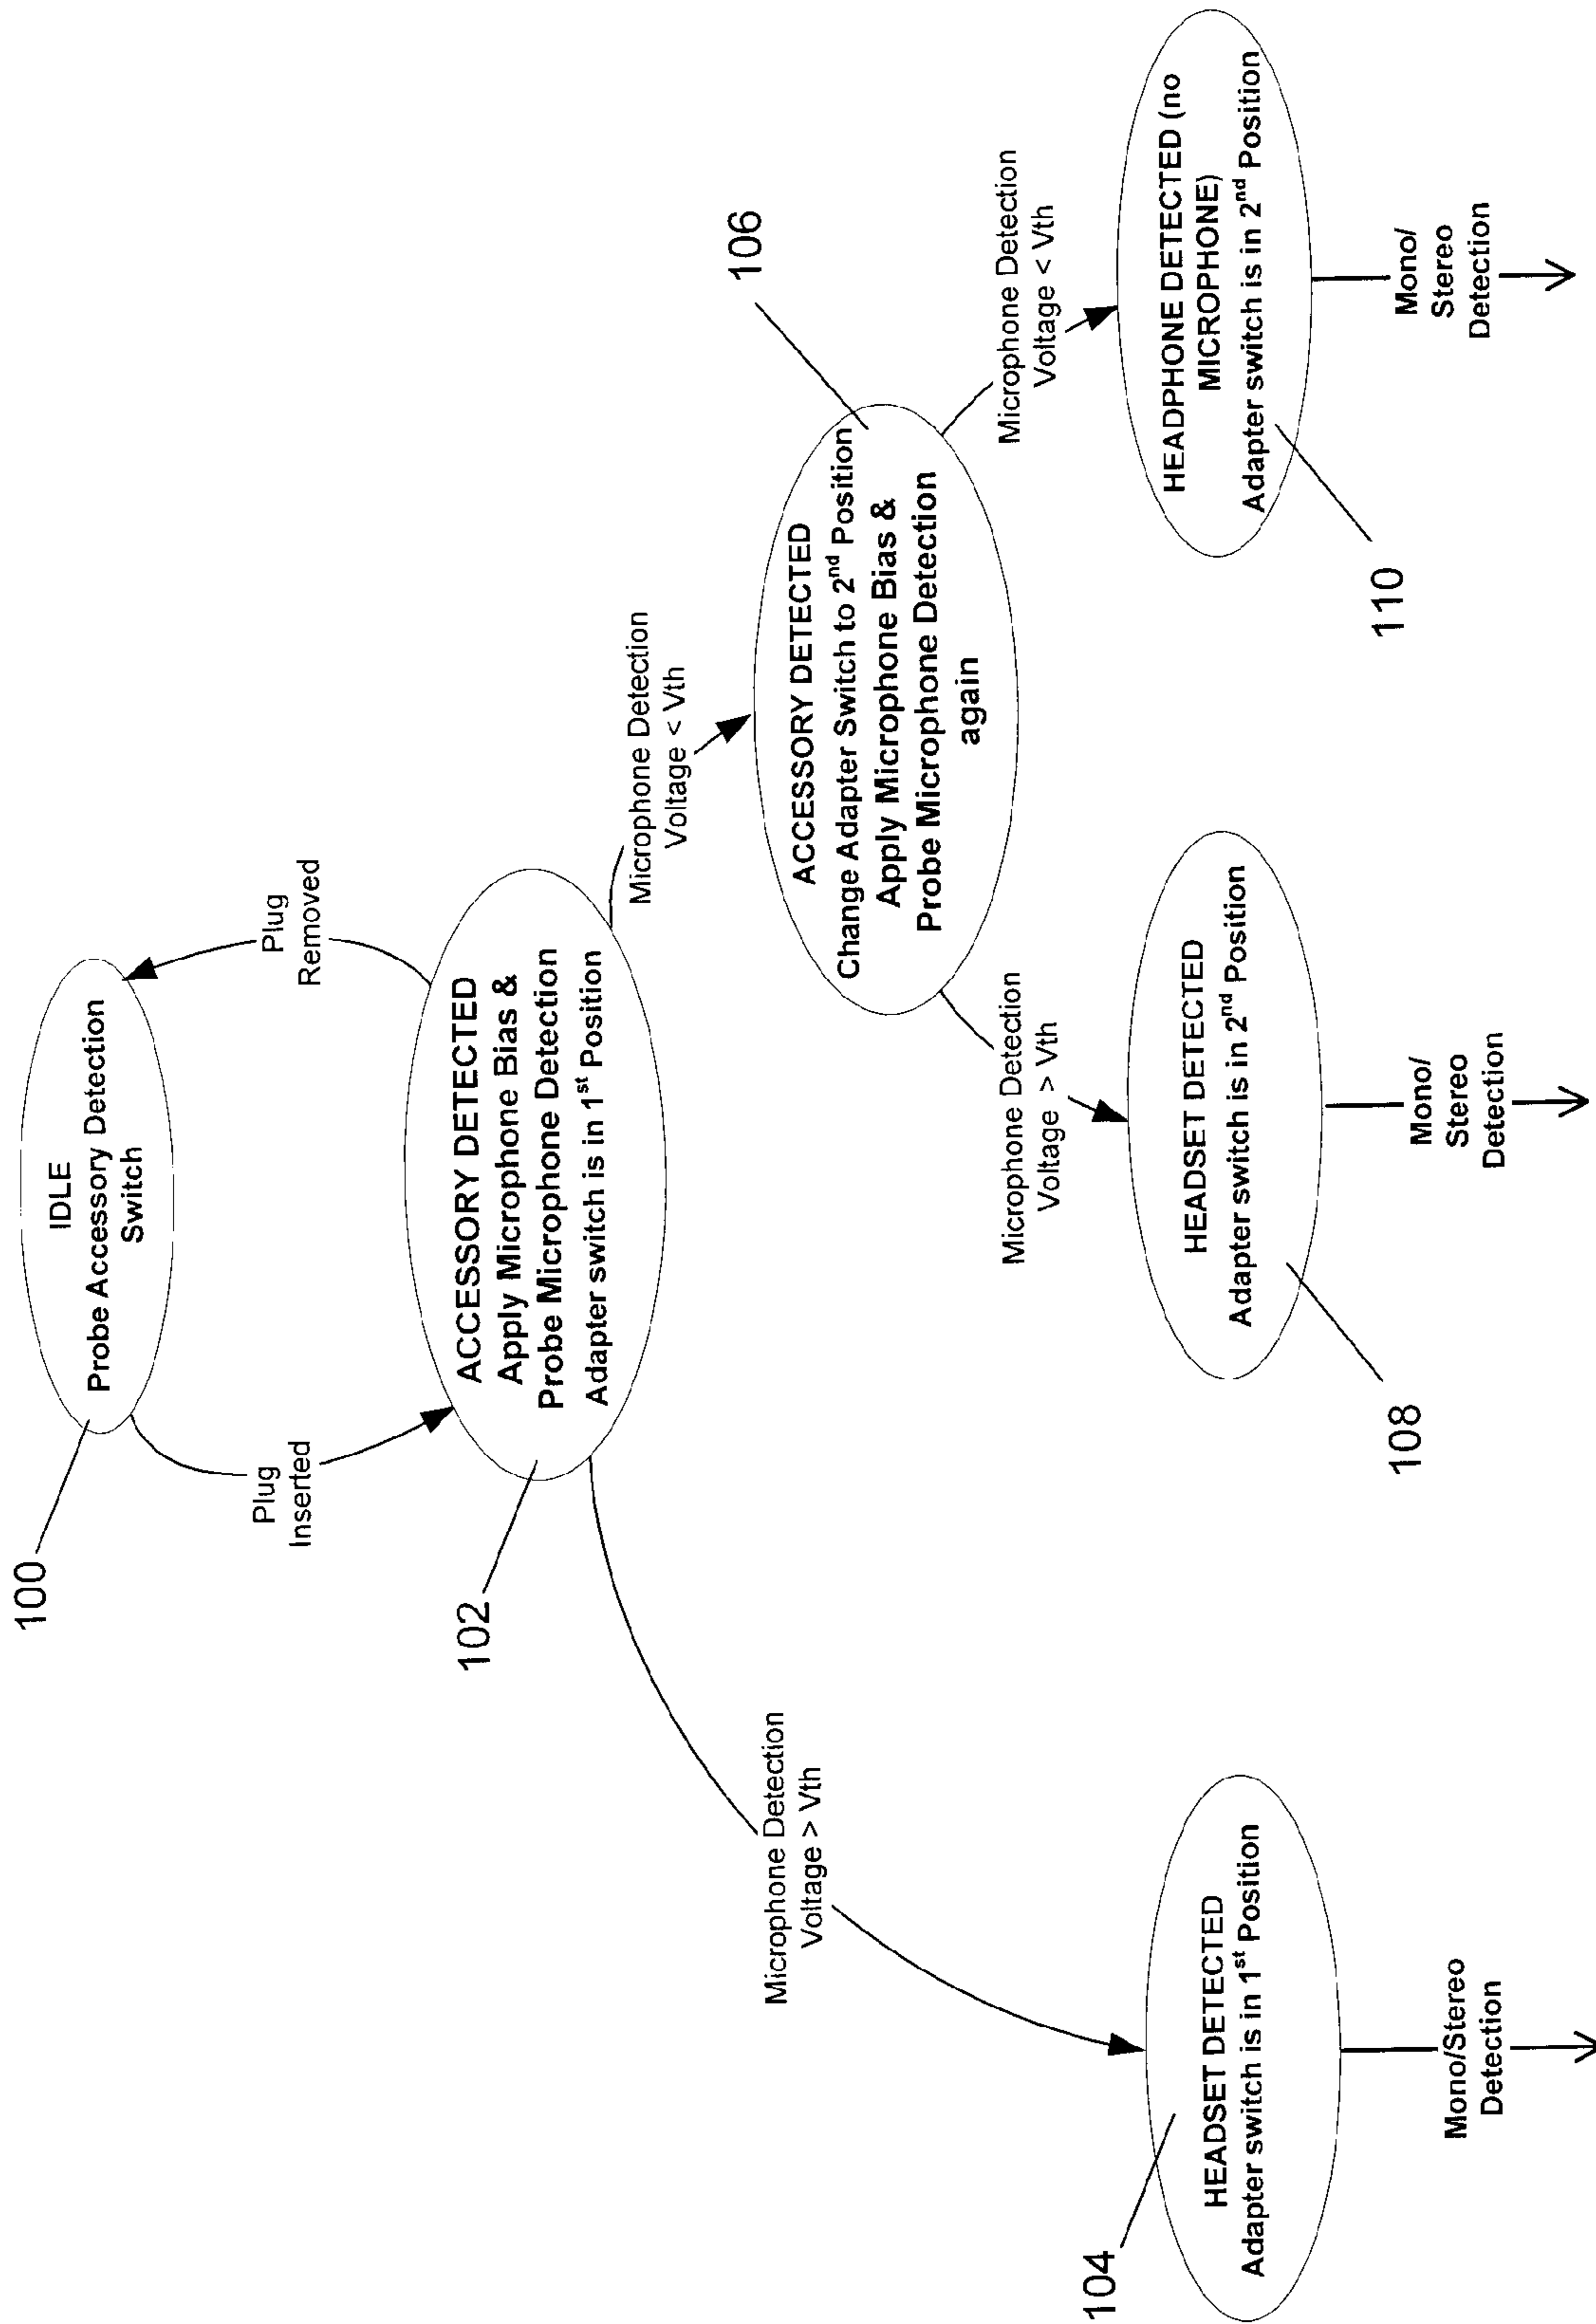 100
IDLE
Probe Accessory Detection
Switch
Plug
Inserted
Plug
Removed
102
ACCESSORY DETECTED
Apply Microphone Bias &
Probe Microphone Detection
Adapter switch is in 1st Position
Microphone Detection
Voltage > Vth
Microphone Detection
Voltage < Vth
106
ACCESSORY DETECTED
Change Adapter Switch to 2nd Position
Apply Microphone Bias &
Probe Microphone Detection
again
Microphone Detection
Voltage > Vth
Microphone Detection
Voltage < Vth
104
HEADSET DETECTED
Adapter switch is in 1st Position
Mono/Stereo
Detection
108
HEADSET DETECTED
Adapter switch is in 2nd Position
Mono/
Stereo
Detection
110
HEADPHONE DETECTED (no
MICROPHONE)
Adapter switch is in 2nd Position
Mono/
Stereo
Detection